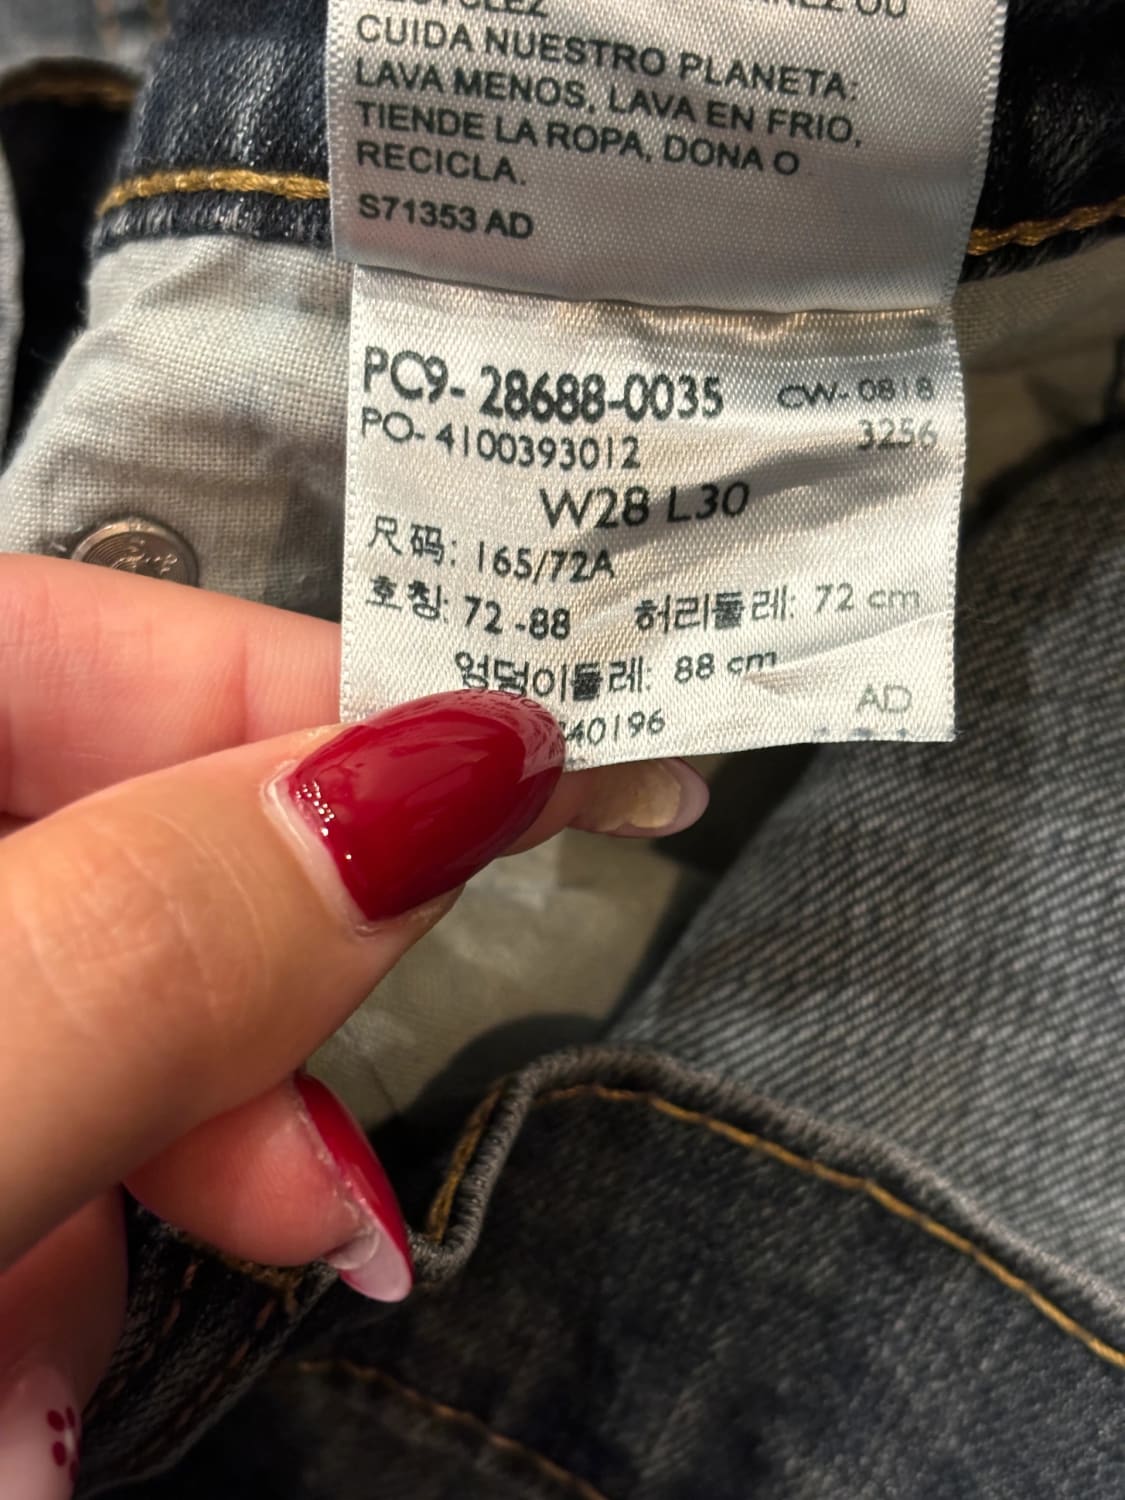 CUIDA NUESTRO PLANETA:
LAVA MENOS, LAVA EN FRIO,
TIENDE LA ROPA, DONA O
RECICLA.
S71353 AD
PC9-28688-0035 CW-0818
PO-4100393012 3256
W28 L30
尺码: 165/72A
호칭: 72-88 허리둘레: 72 cm
엉덩이둘레: 88 cm
AD
40196